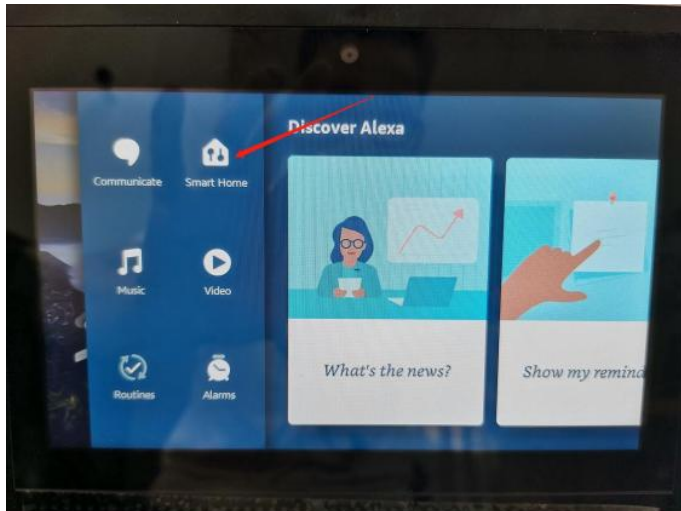 Discover Alexa
Communicate
Smart Home
Music
Video
Routines
Alarms
What's the news?
Show my remind